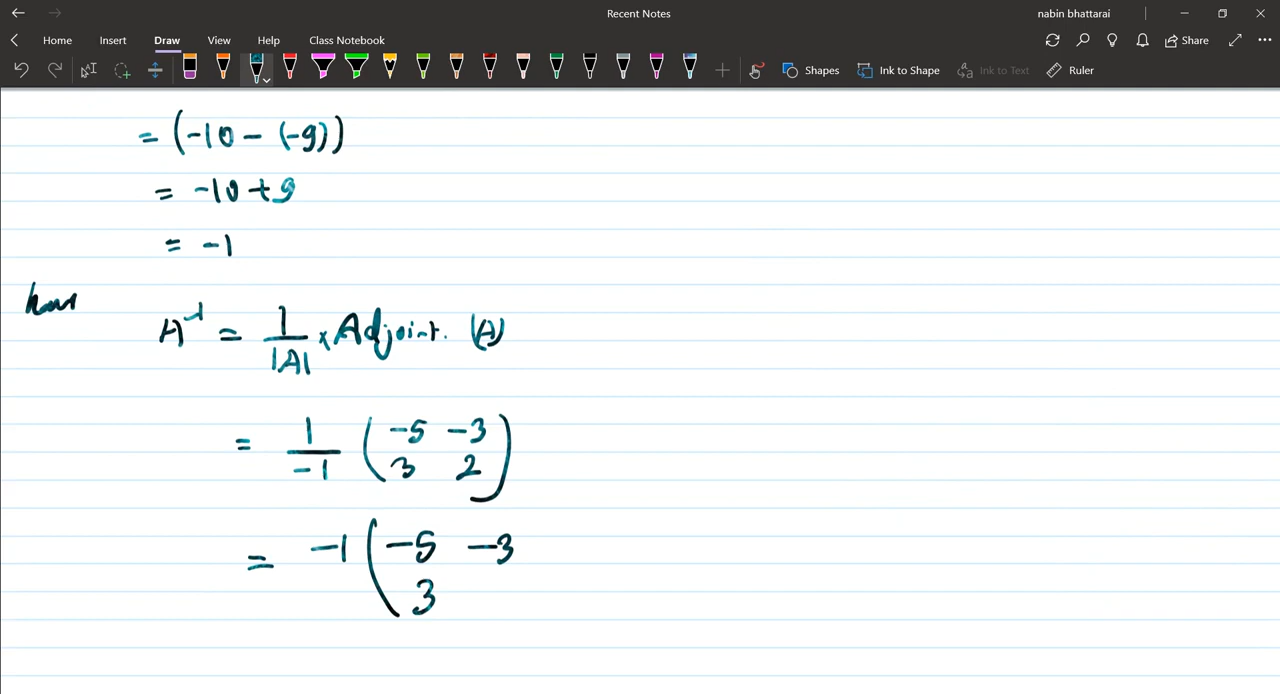 Recent Notes
nabin bhattarai
Home Insert Draw View Help Class Notebook
Share
Shapes Ink to Shape Ink to Text Ruler
= (-10 - (-9))
= -10 + 9
= -1
A⁻¹ = 1/|A| × Adjoint. (A)
= 1/-1 ( -5 -3
3 2 )
= -1 ( -5 -3
3